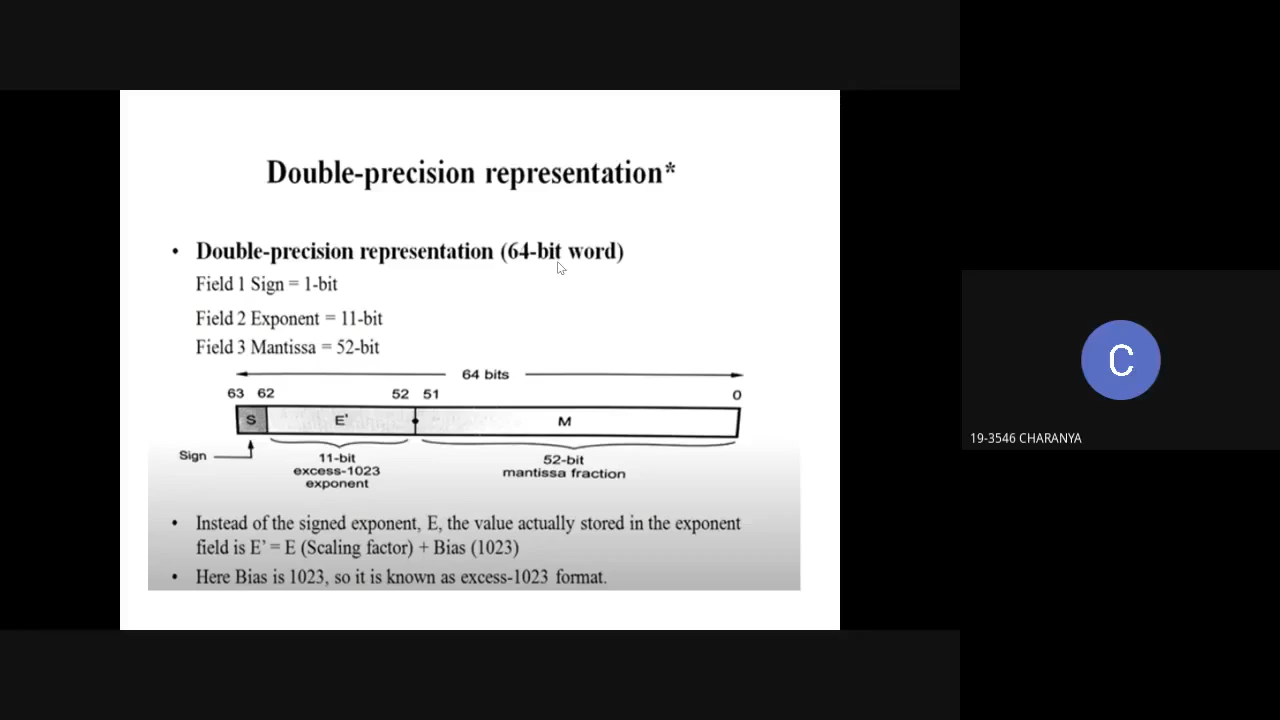 Double-precision representation*
• Double-precision representation (64-bit word)
Field 1 Sign = 1-bit
Field 2 Exponent = 11-bit
Field 3 Mantissa = 52-bit
64 bits
63 62 52 51 0
S E' M
Sign
11-bit
excess-1023
exponent
52-bit
mantissa fraction
• Instead of the signed exponent, E, the value actually stored in the exponent
field is E’ = E (Scaling factor) + Bias (1023)
• Here Bias is 1023, so it is known as excess-1023 format.
C
19-3546 CHARANYA